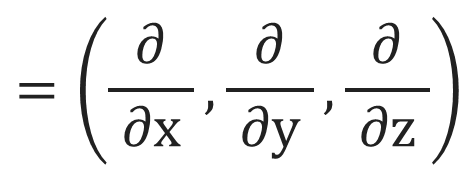 = ( ∂/∂x , ∂/∂y , ∂/∂z )